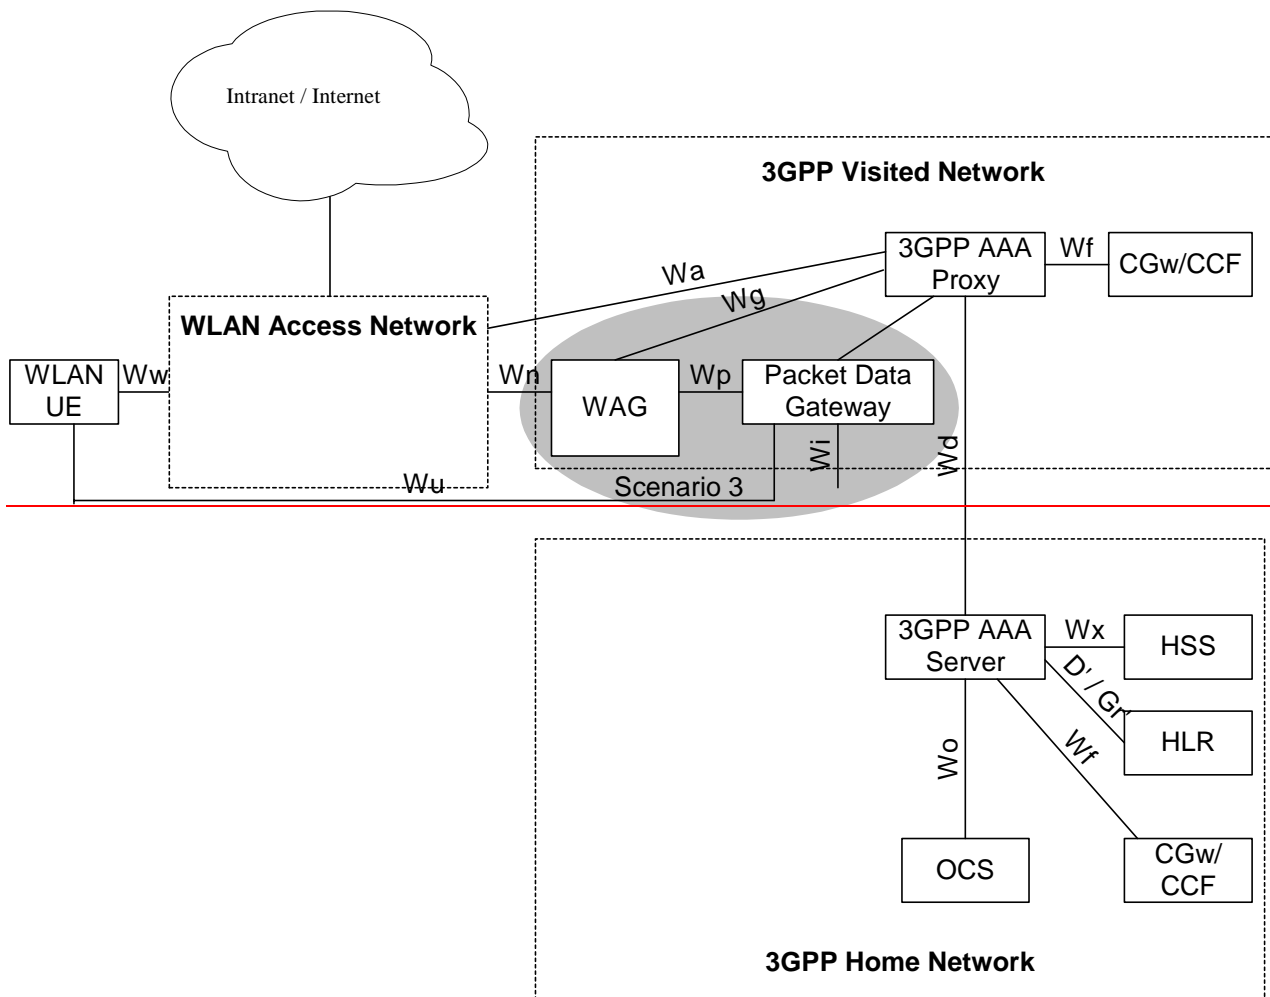 Intranet / Internet
3GPP Visited Network
3GPP AAA
Proxy
Wf
CGw/CCF
Wa
Wg
WLAN Access Network
WLAN
UE
Ww
Wn
WAG
Wp
Packet Data
Gateway
Wi
Wd
Wu
Scenario 3
3GPP AAA
Server
Wx
HSS
D' / Gr'
HLR
Wf
Wo
OCS
CGw/
CCF
3GPP Home Network